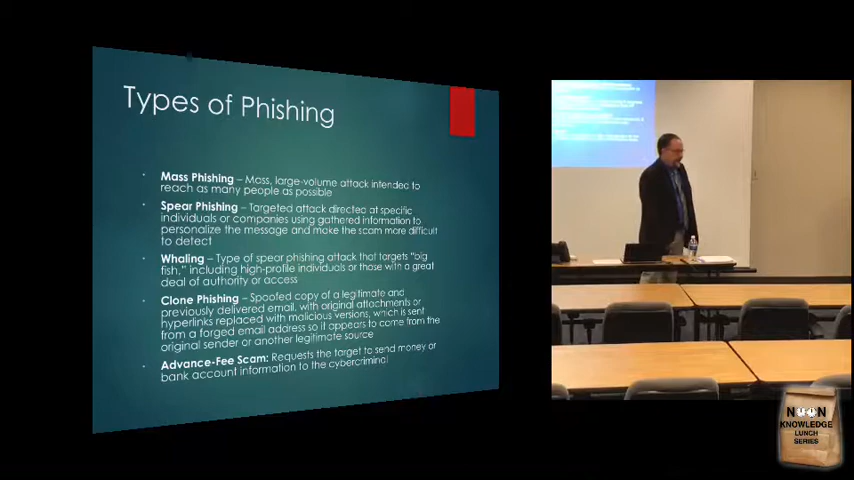 Types of Phishing
Mass Phishing – Mass, large-volume attack intended to
reach as many people as possible
Spear Phishing – Targeted attack directed at specific
individuals or companies using gathered information to
personalize the message and make the scam more difficult
to detect
Whaling – Type of spear phishing attack that targets "big
fish," including high-profile individuals or those with a great
deal of authority or access
Clone Phishing – Spoofed copy of a legitimate and
previously delivered email, with original attachments or
hyperlinks replaced with malicious versions, which is sent
from a forged email address so it appears to come from the
original sender or another legitimate source
Advance-Fee Scam: Requests the target to send money or
bank account information to the cybercriminal
NOON
KNOWLEDGE
LUNCH
SERIES